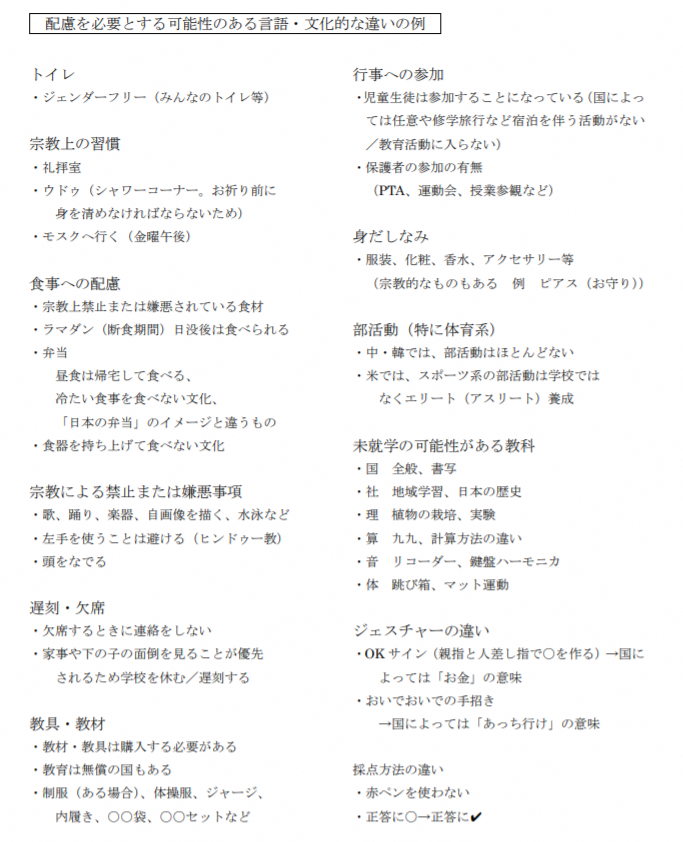 配慮を必要とする可能性のある言語・文化的な違いの例
トイレ
・ジェンダーフリー（みんなのトイレ等）
宗教上の習慣
・礼拝室
・ウドゥ（シャワーコーナー。お祈り前に
身を清めなければならないため）
・モスクへ行く（金曜午後）
食事への配慮
・宗教上禁止または嫌悪されている食材
・ラマダン（断食期間）日没後は食べられる
・弁当
昼食は帰宅して食べる、
冷たい食事を食べない文化、
「日本の弁当」のイメージと違うもの
・食器を持ち上げて食べない文化
宗教による禁止または嫌悪事項
・歌、踊り、楽器、自画像を描く、水泳など
・左手を使うことは避ける（ヒンドゥー教）
・頭をなでる
遅刻・欠席
・欠席するときに連絡をしない
・家事や下の子の面倒を見ることが優先
されるため学校を休む／遅刻する
教具・教材
・教材・教具は購入する必要がある
・教育は無償の国もある
・制服（ある場合）、体操服、ジャージ、
内履き、〇〇袋、〇〇セットなど
行事への参加
・児童生徒は参加することになっている（国によっ
ては任意や修学旅行など宿泊を伴う活動がない
／教育活動に入らない）
・保護者の参加の有無
（PTA、運動会、授業参観など）
身だしなみ
・服装、化粧、香水、アクセサリー等
（宗教的なものもある　例　ピアス（お守り））
部活動（特に体育系）
・中・韓では、部活動はほとんどない
・米では、スポーツ系の部活動は学校では
なくエリート（アスリート）養成
未就学の可能性がある教科
・国　全般、書写
・社　地域学習、日本の歴史
・理　植物の栽培、実験
・算　九九、計算方法の違い
・音　リコーダー、鍵盤ハーモニカ
・体　跳び箱、マット運動
ジェスチャーの違い
・OKサイン（親指と人差し指で〇を作る）→国に
よっては「お金」の意味
・おいでおいでの手招き
→国によっては「あっち行け」の意味
採点方法の違い
・赤ペンを使わない
・正答に〇→正答に✔